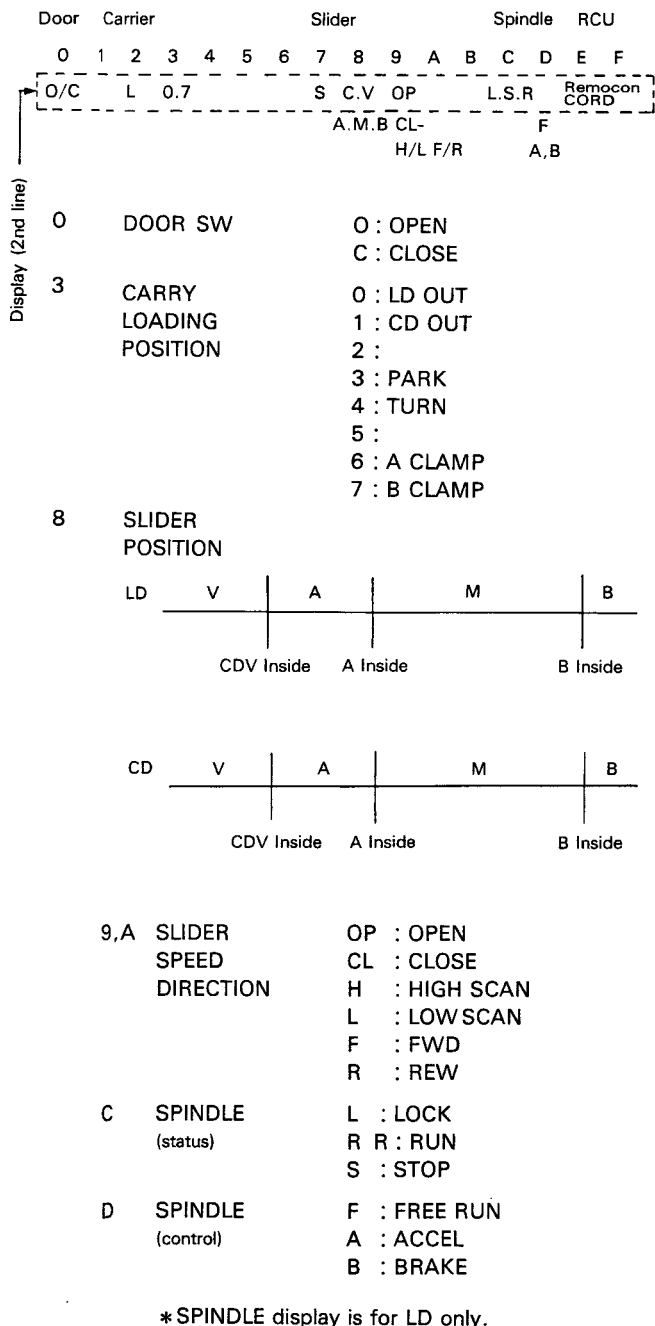 Door Carrier Slider Spindle RCU
0 1 2 3 4 5 6 7 8 9 A B C D E F
O/C L 0.7 S C.V OP L.S.R Remocon
CORD
A.M.B CL- F
H/L F/R A,B
Display (2nd line)
0 DOOR SW O : OPEN
C : CLOSE
3 CARRY 0 : LD OUT
LOADING 1 : CD OUT
POSITION 2 :
3 : PARK
4 : TURN
5 :
6 : A CLAMP
7 : B CLAMP
8 SLIDER
POSITION
LD V A M B
CDV Inside A Inside B Inside
CD V A M B
CDV Inside A Inside B Inside
9,A SLIDER OP : OPEN
SPEED CL : CLOSE
DIRECTION H : HIGH SCAN
L : LOW SCAN
F : FWD
R : REW
C SPINDLE L : LOCK
(status) R R : RUN
S : STOP
D SPINDLE F : FREE RUN
(control) A : ACCEL
B : BRAKE
*SPINDLE display is for LD only.